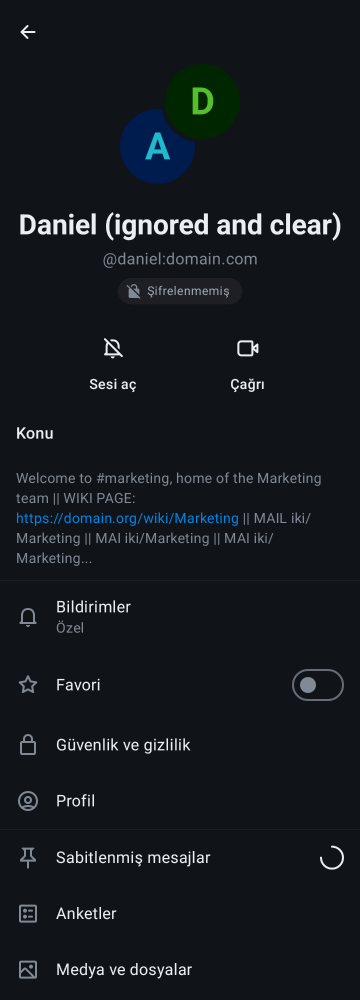 D
A
Daniel (ignored and clear)
@daniel:domain.com
Şifrelenmemiş
Sesi aç
Çağrı
Konu
Welcome to #marketing, home of the Marketing
team || WIKI PAGE:
https://domain.org/wiki/Marketing || MAIL iki/
Marketing || MAI iki/Marketing || MAI iki/
Marketing...
Bildirimler
Özel
Favori
Güvenlik ve gizlilik
Profil
Sabitlenmiş mesajlar
Anketler
Medya ve dosyalar